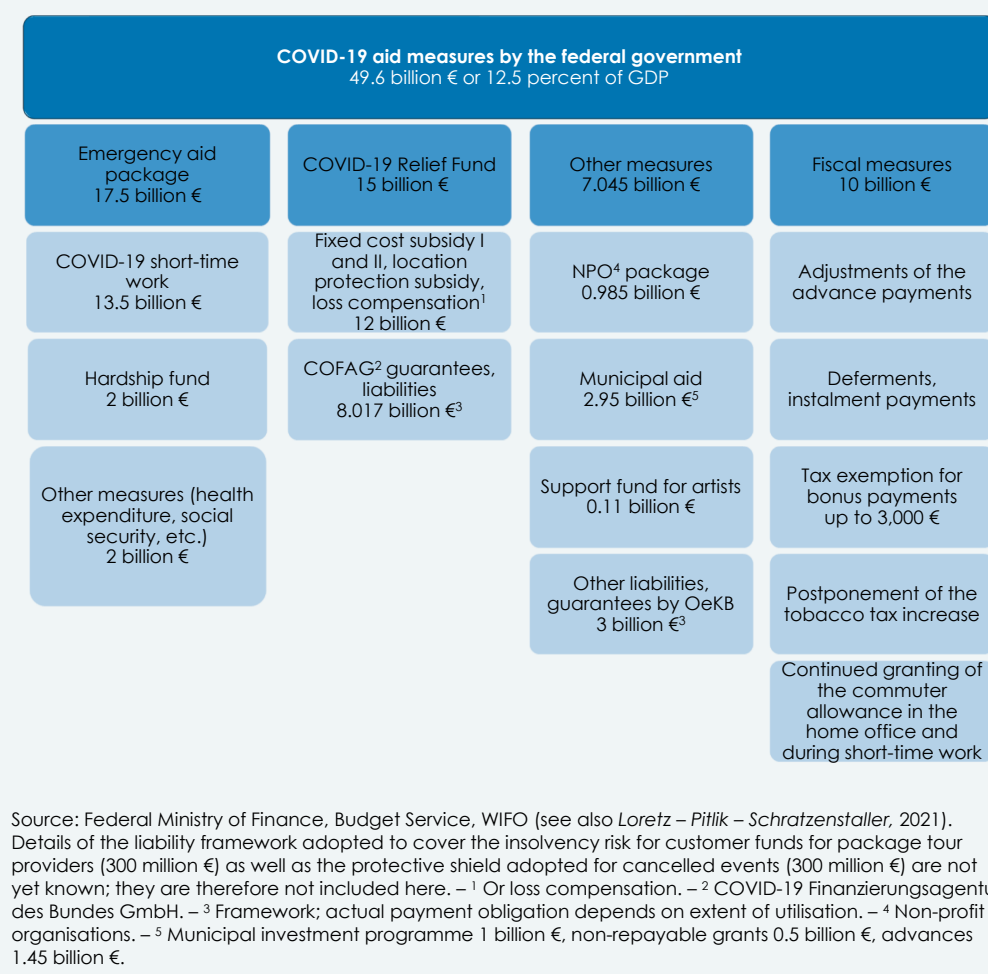 COVID-19 aid measures by the federal government
49.6 billion € or 12.5 percent of GDP
Emergency aid
package
17.5 billion €
COVID-19 short-time
work
13.5 billion €
Hardship fund
2 billion €
Other measures (health
expenditure, social
security, etc.)
2 billion €
COVID-19 Relief Fund
15 billion €
Fixed cost subsidy I
and II, location
protection subsidy,
loss compensation¹
12 billion €
COFAG² guarantees,
liabilities
8.017 billion €³
Other measures
7.045 billion €
NPO⁴ package
0.985 billion €
Municipal aid
2.95 billion €⁵
Support fund for artists
0.11 billion €
Other liabilities,
guarantees by OeKB
3 billion €³
Fiscal measures
10 billion €
Adjustments of the
advance payments
Deferments,
instalment payments
Tax exemption for
bonus payments
up to 3,000 €
Postponement of the
tobacco tax increase
Continued granting of
the commuter
allowance in the
home office and
during short-time work
Source: Federal Ministry of Finance, Budget Service, WIFO (see also Loretz – Pitlik – Schratzenstaller, 2021).
Details of the liability framework adopted to cover the insolvency risk for customer funds for package tour
providers (300 million €) as well as the protective shield adopted for cancelled events (300 million €) are not
yet known; they are therefore not included here. – ¹ Or loss compensation. – ² COVID-19 Finanzierungsagentu
des Bundes GmbH. – ³ Framework; actual payment obligation depends on extent of utilisation. – ⁴ Non-profit
organisations. – ⁵ Municipal investment programme 1 billion €, non-repayable grants 0.5 billion €, advances
1.45 billion €.